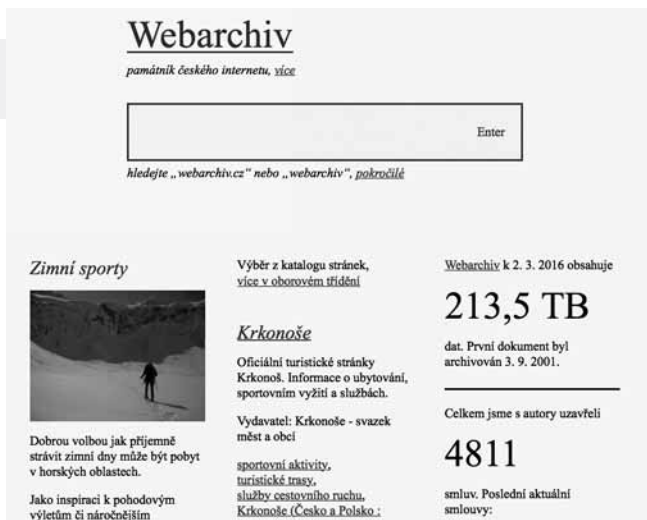 Webarchiv
památník českého internetu, více
Enter
hledejte „webarchiv.cz“ nebo „webarchiv“, pokročilé
Zimní sporty
Dobrou volbou jak příjemně
strávit zimní dny může být pobyt
v horských oblastech.
Jako inspiraci k pohodovým
výletům či náročnějším
Výběr z katalogu stránek,
více v oborovém třídění
Krkonoše
Oficiální turistické stránky
Krkonoš. Informace o ubytování,
sportovním vyžití a službách.
Vydavatel: Krkonoše - svazek
měst a obcí
sportovní aktivity,
turistické trasy,
služby cestovního ruchu,
Krkonoše (Česko a Polsko :
Webarchiv k 2. 3. 2016 obsahuje
213,5 TB
dat. První dokument byl
archivován 3. 9. 2001.
Celkem jsme s autory uzavřeli
4811
smluv. Poslední aktuální
smlouvy: